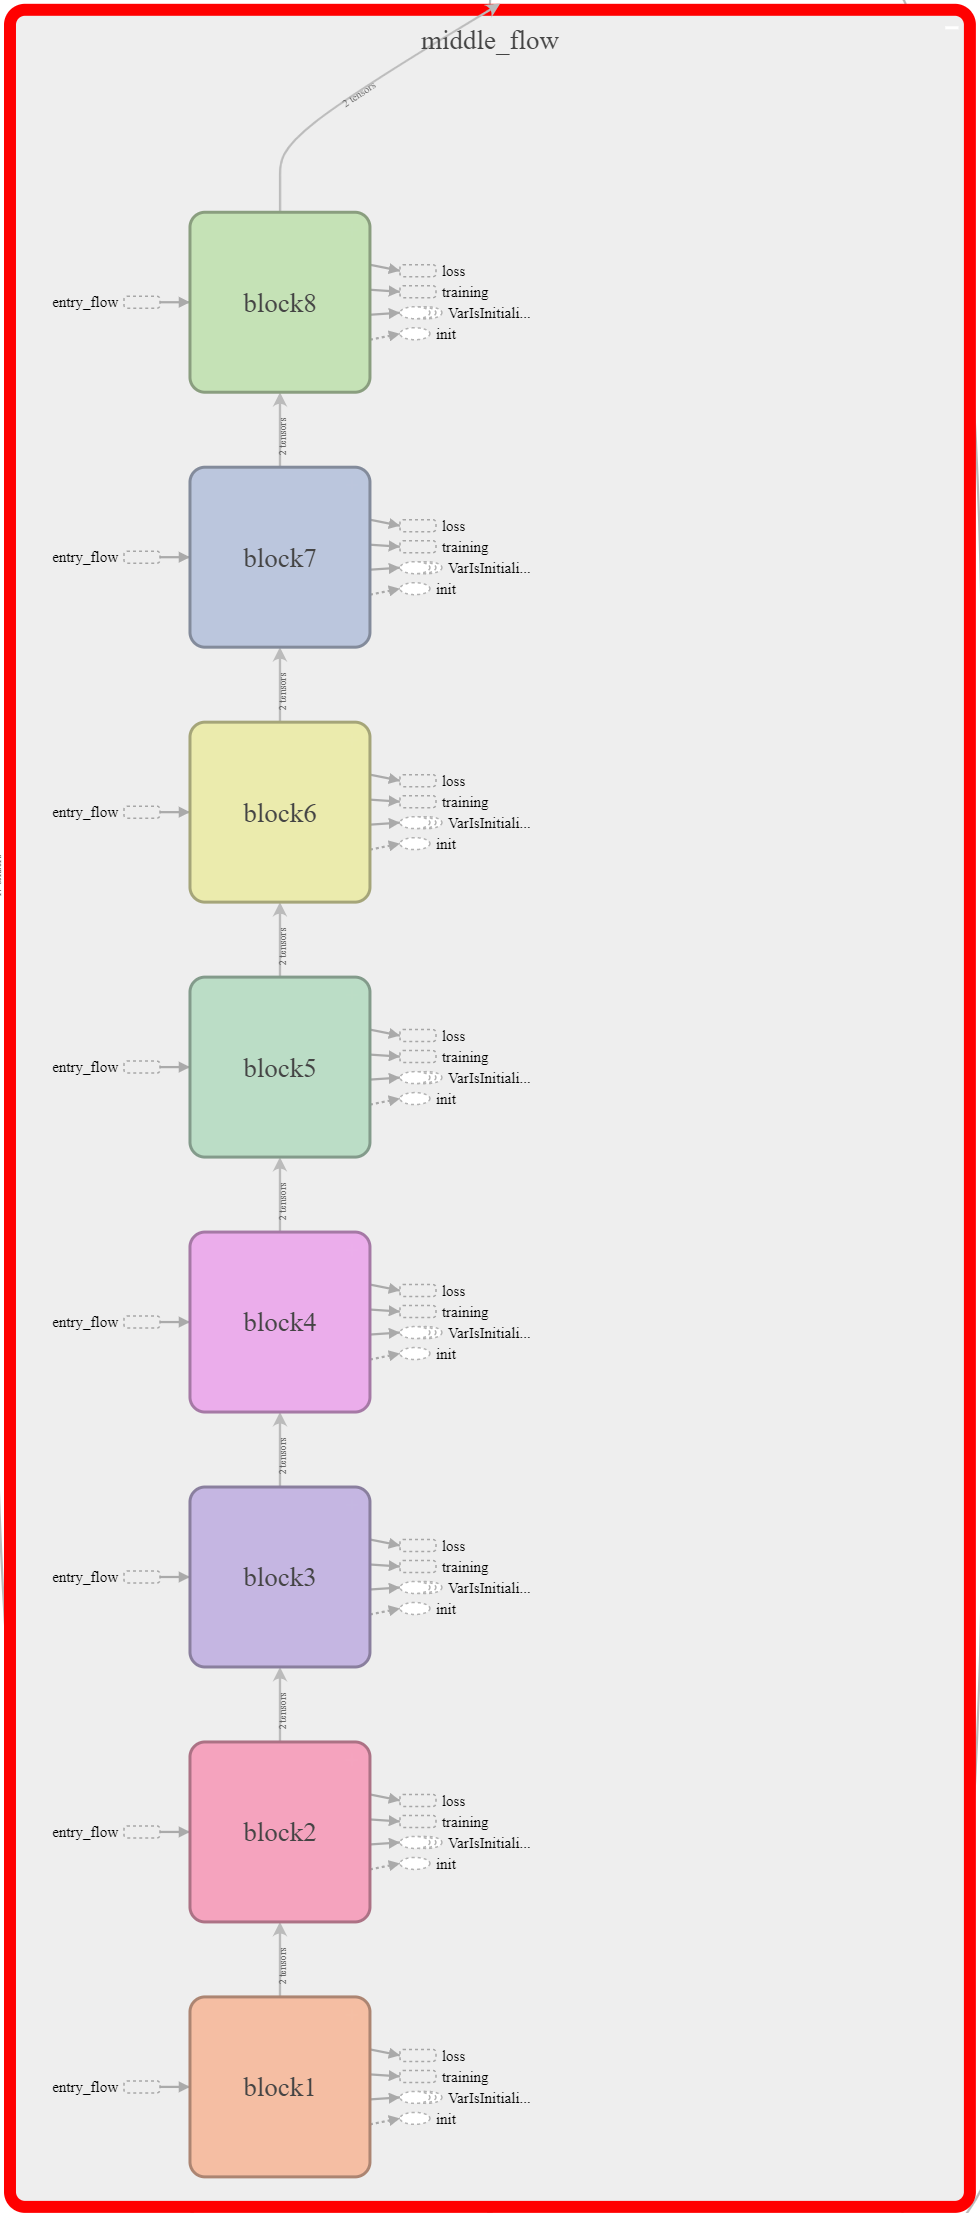 middle_flow
2 tensors
block8
entry_flow
loss
training
VarIsInitiali...
init
2 tensors
block7
entry_flow
loss
training
VarIsInitiali...
init
2 tensors
block6
entry_flow
loss
training
VarIsInitiali...
init
2 tensors
block5
entry_flow
loss
training
VarIsInitiali...
init
2 tensors
block4
entry_flow
loss
training
VarIsInitiali...
init
2 tensors
block3
entry_flow
loss
training
VarIsInitiali...
init
2 tensors
block2
entry_flow
loss
training
VarIsInitiali...
init
2 tensors
block1
entry_flow
loss
training
VarIsInitiali...
init